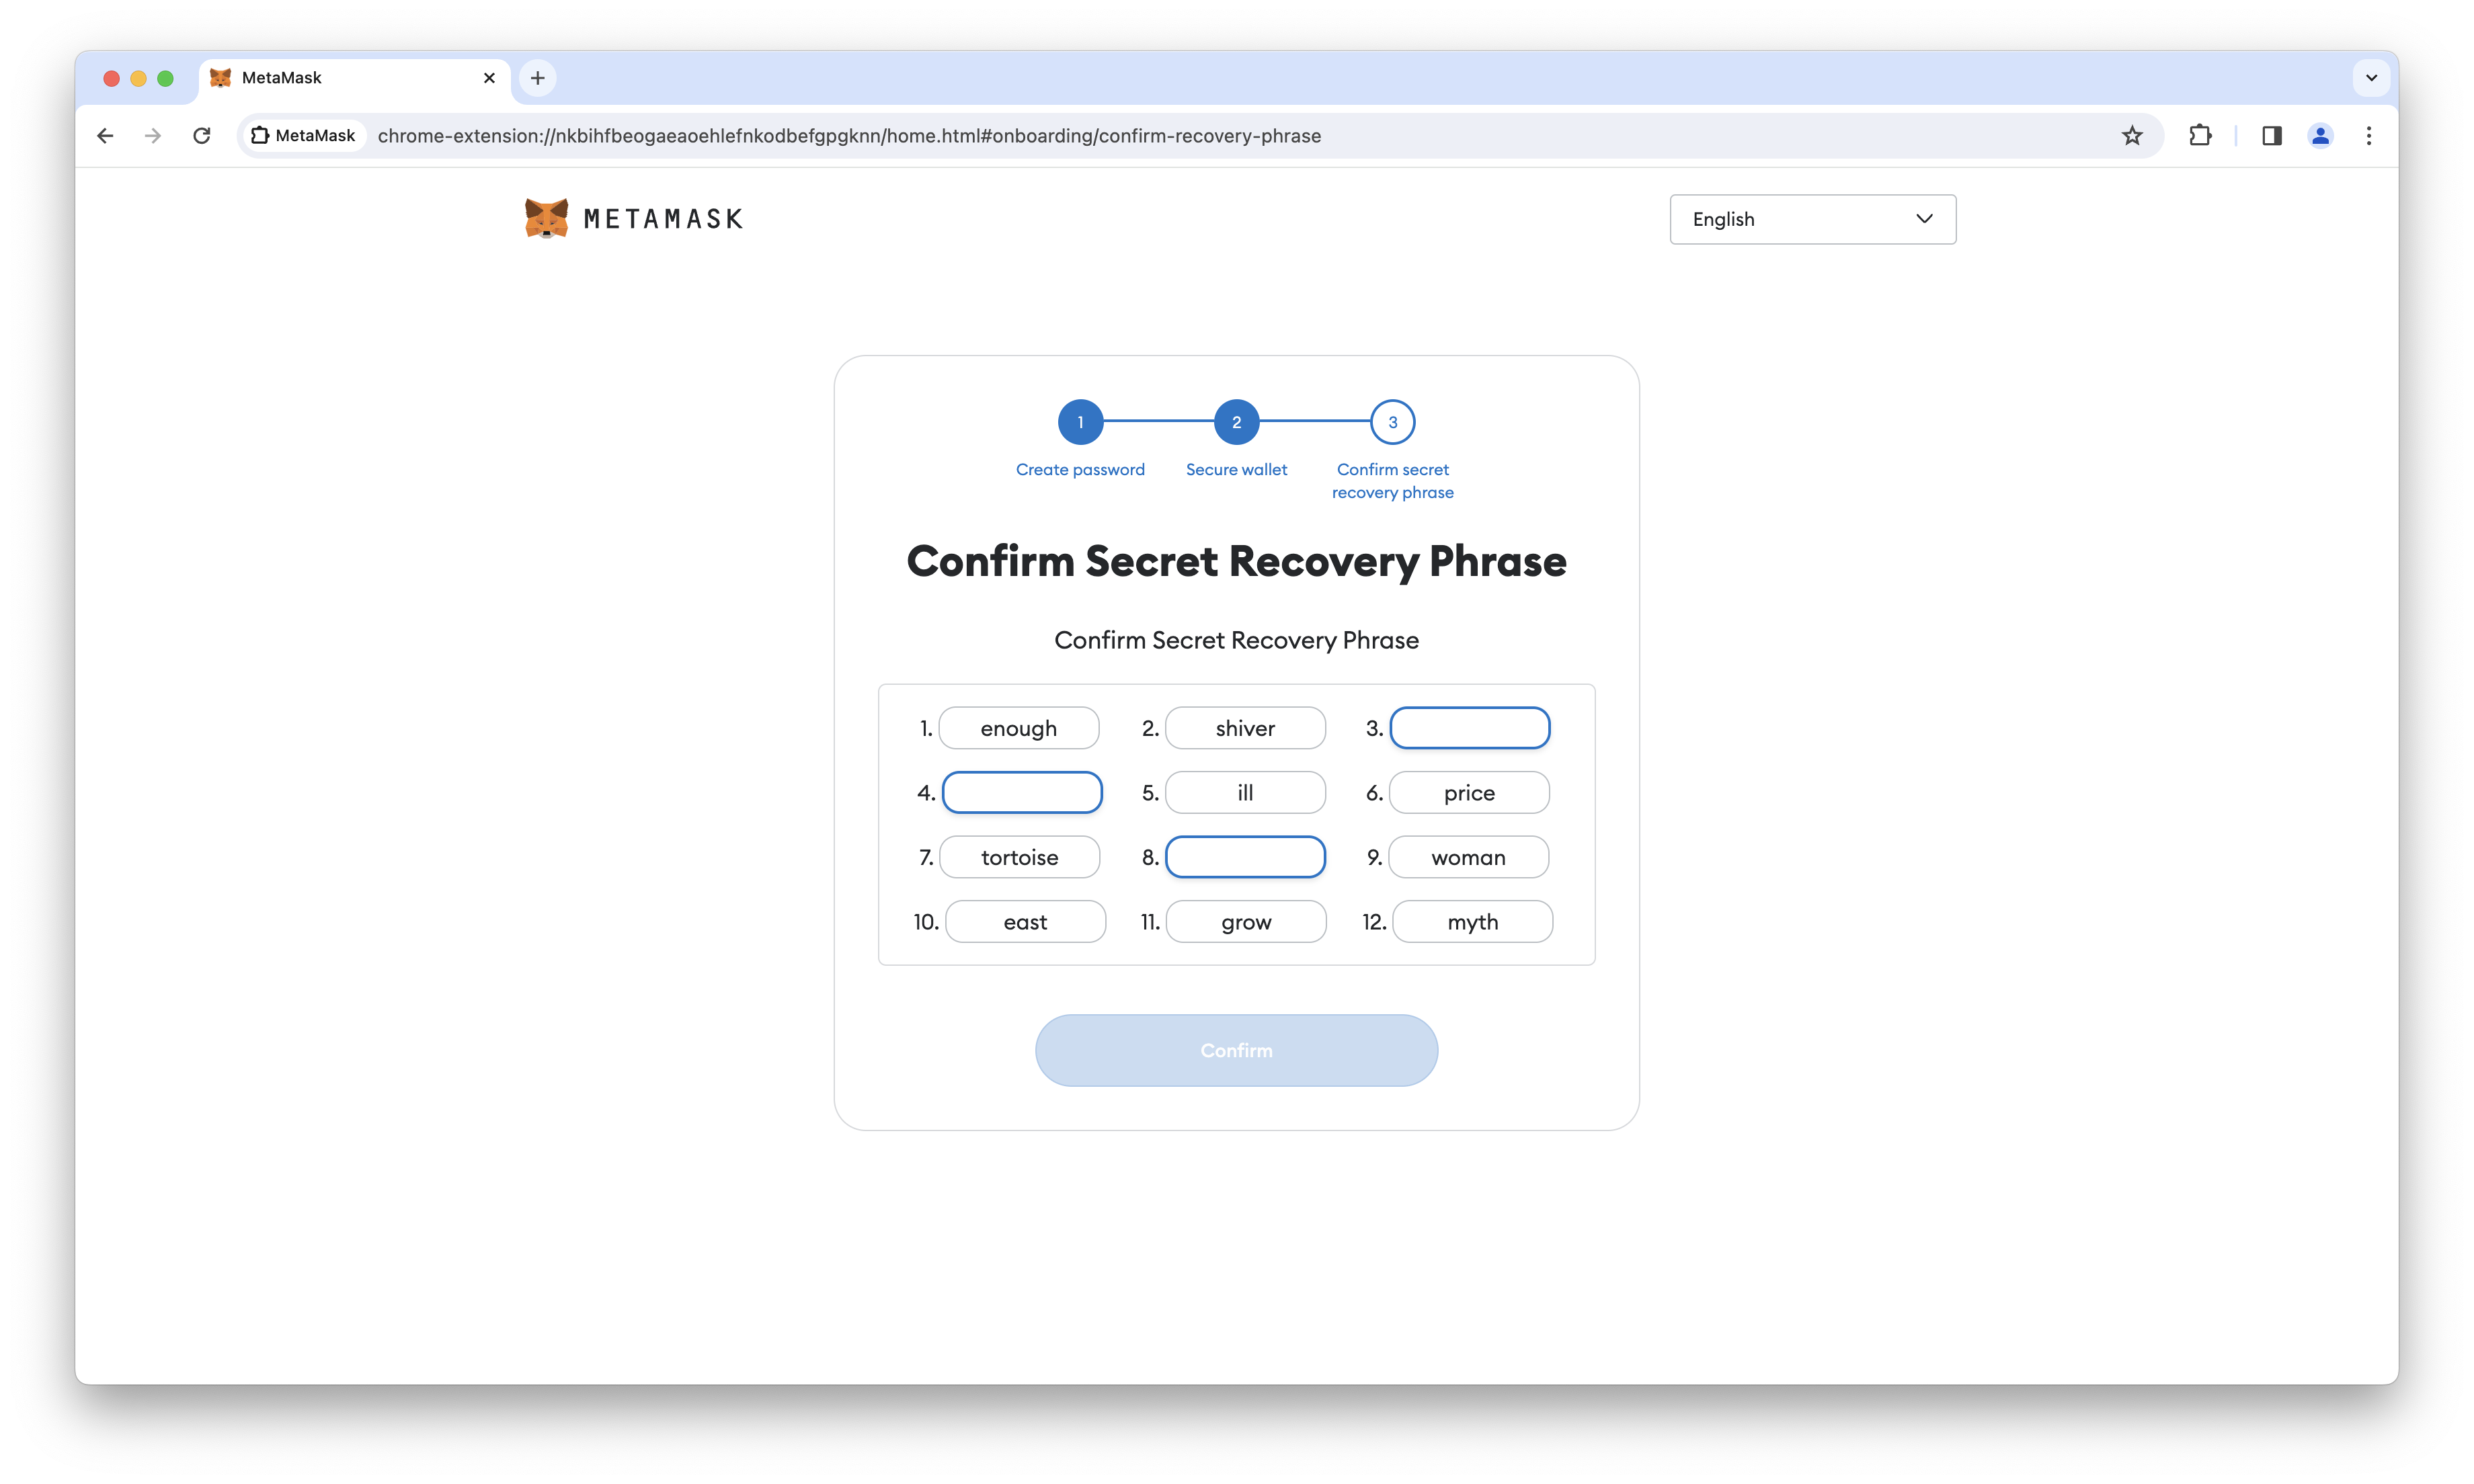 MetaMask
MetaMask chrome-extension://nkbihfbeogaeaoehlefnkodbefgpgknn/home.html#onboarding/confirm-recovery-phrase
METAMASK
English
1 2 3
Create password Secure wallet Confirm secret
recovery phrase
Confirm Secret Recovery Phrase
Confirm Secret Recovery Phrase
1. enough 2. shiver 3.
4. 5. ill 6. price
7. tortoise 8. 9. woman
10. east 11. grow 12. myth
Confirm